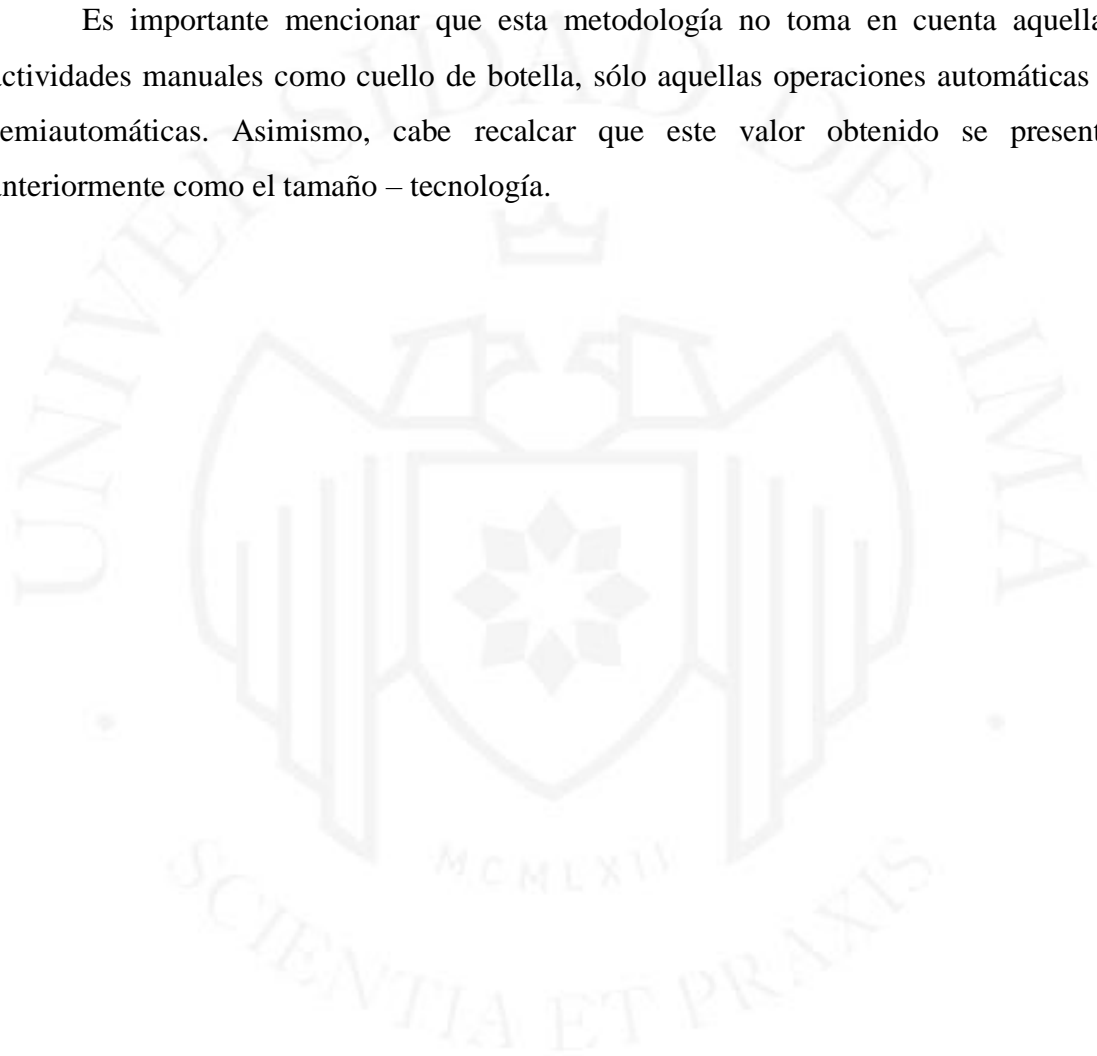 Es importante mencionar que esta metodología no toma en cuenta aquella
ctividades manuales como cuello de botella, sólo aquellas operaciones automáticas
emiautomáticas. Asimismo, cabe recalcar que este valor obtenido se present
nteriormente como el tamaño – tecnología.
UNIVERSIDAD DE LIMA
MCMLXII
SCIENTIA ET PRAXIS